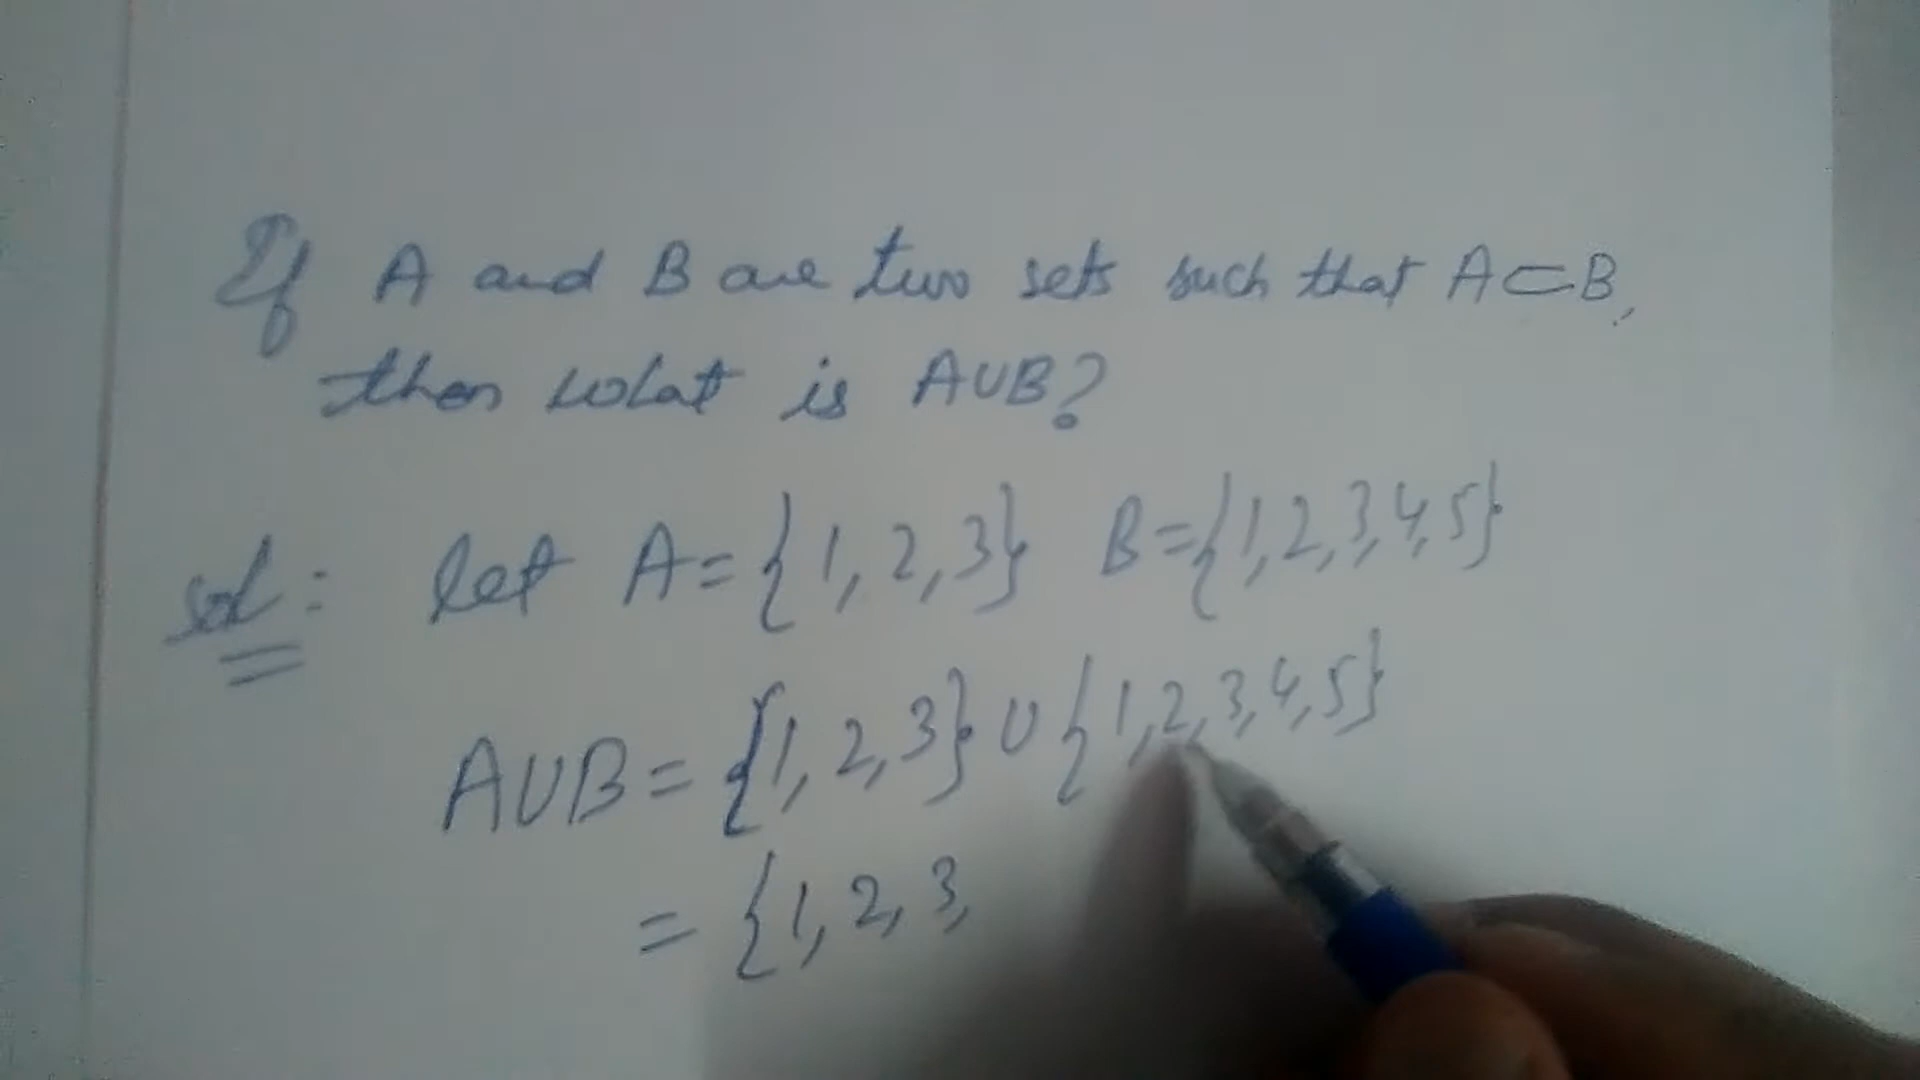 If A and B are two sets such that A⊂B,
then what is A∪B?
sol: let A={1,2,3} B={1,2,3,4,5}
A∪B={1,2,3}∪{1,2,3,4,5}
={1,2,3,